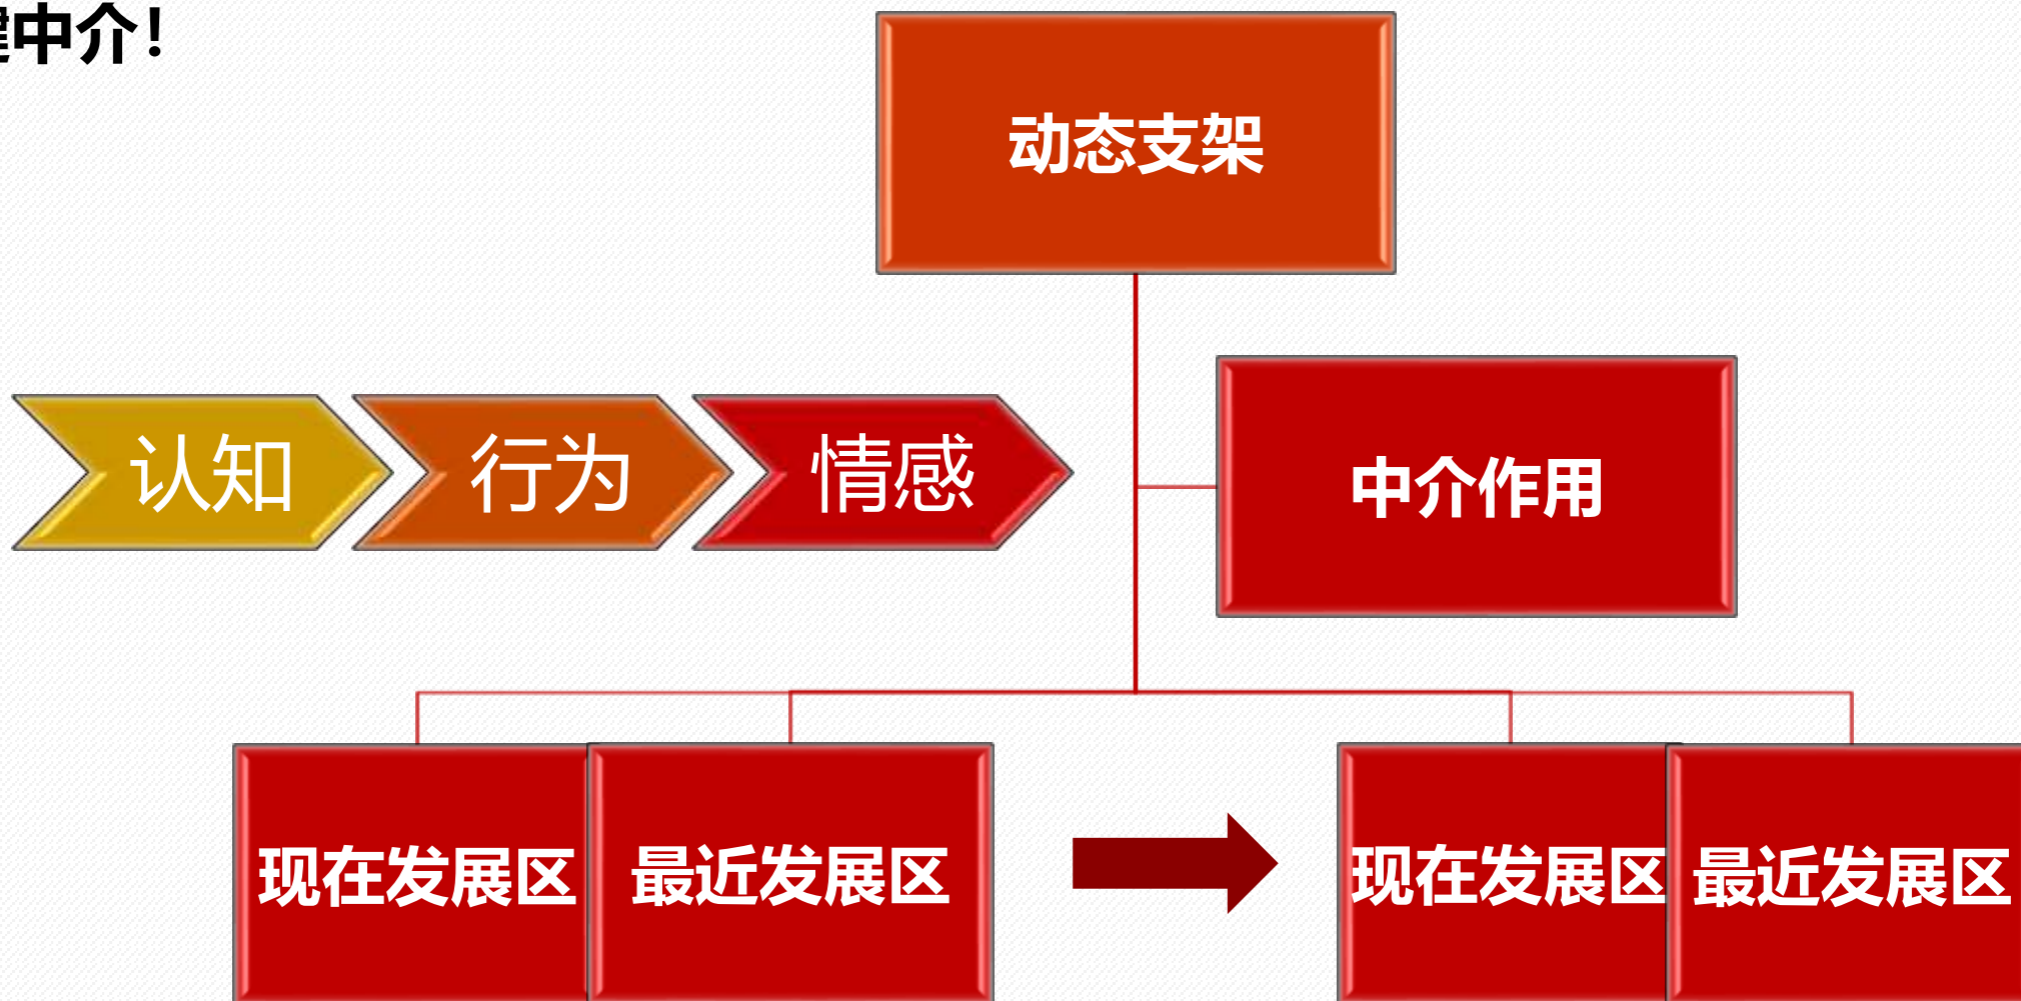 中介！
动态支架
认知
行为
情感
中介作用
现在发展区
最近发展区
现在发展区
最近发展区